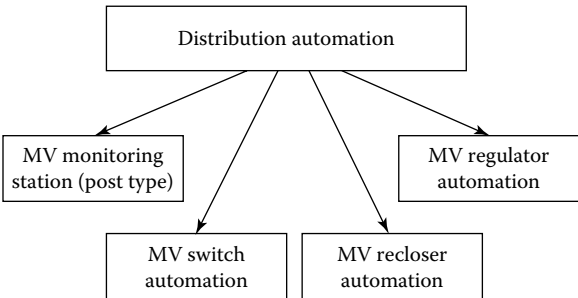 Distribution automation
MV monitoring
station (post type)
MV regulator
automation
MV switch
automation
MV recloser
automation